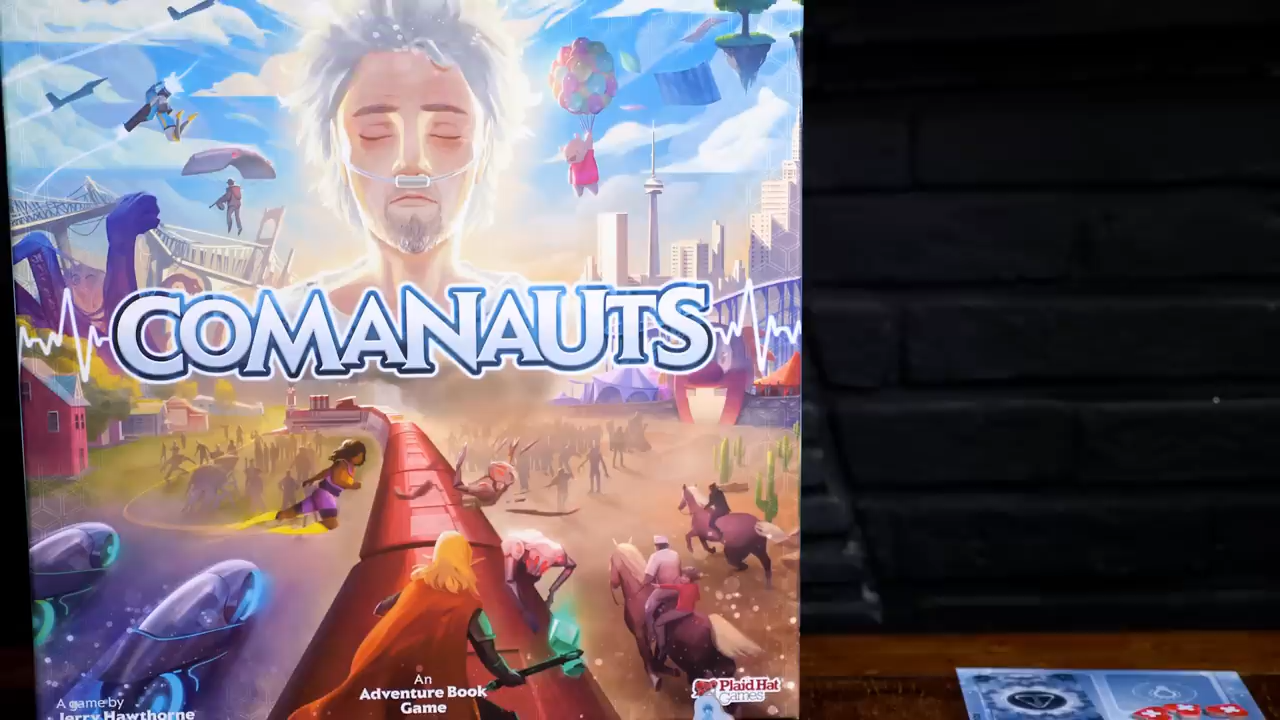 COMANAUTS
An
Adventure Book
Game
A game by
Jerry Hawthorne
Plaid Hat
Games